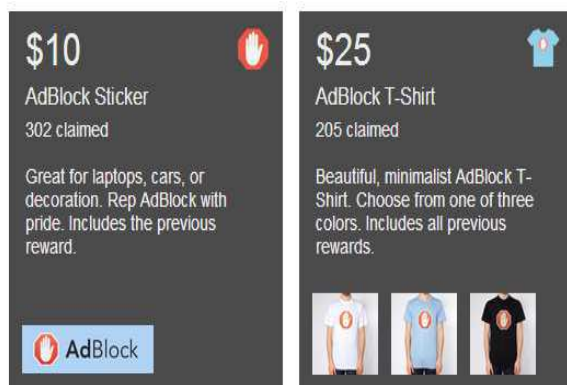 $10
AdBlock Sticker
302 claimed
Great for laptops, cars, or
decoration. Rep AdBlock with
pride. Includes the previous
reward.
AdBlock
$25
AdBlock T-Shirt
205 claimed
Beautiful, minimalist AdBlock T-
Shirt. Choose from one of three
colors. Includes all previous
rewards.